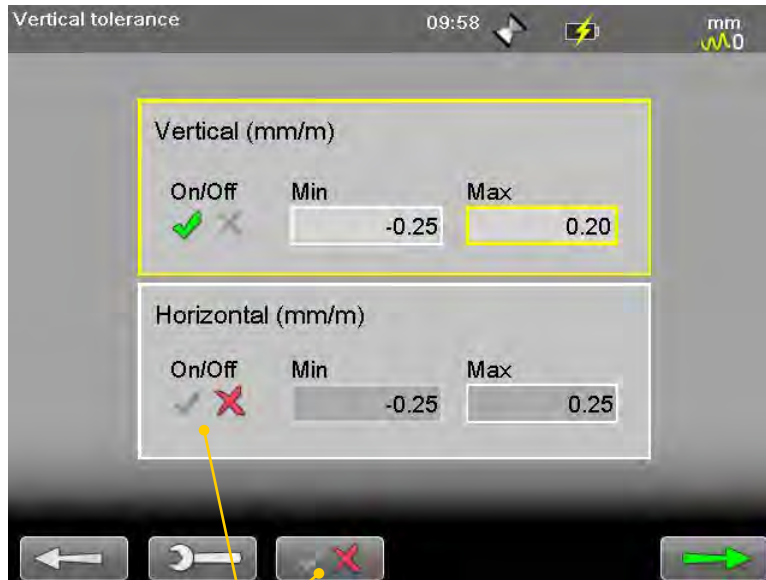 Vertical tolerance 09:58 mm
0
Vertical (mm/m)
On/Off Min Max
-0.25 0.20
Horizontal (mm/m)
On/Off Min Max
-0.25 0.25